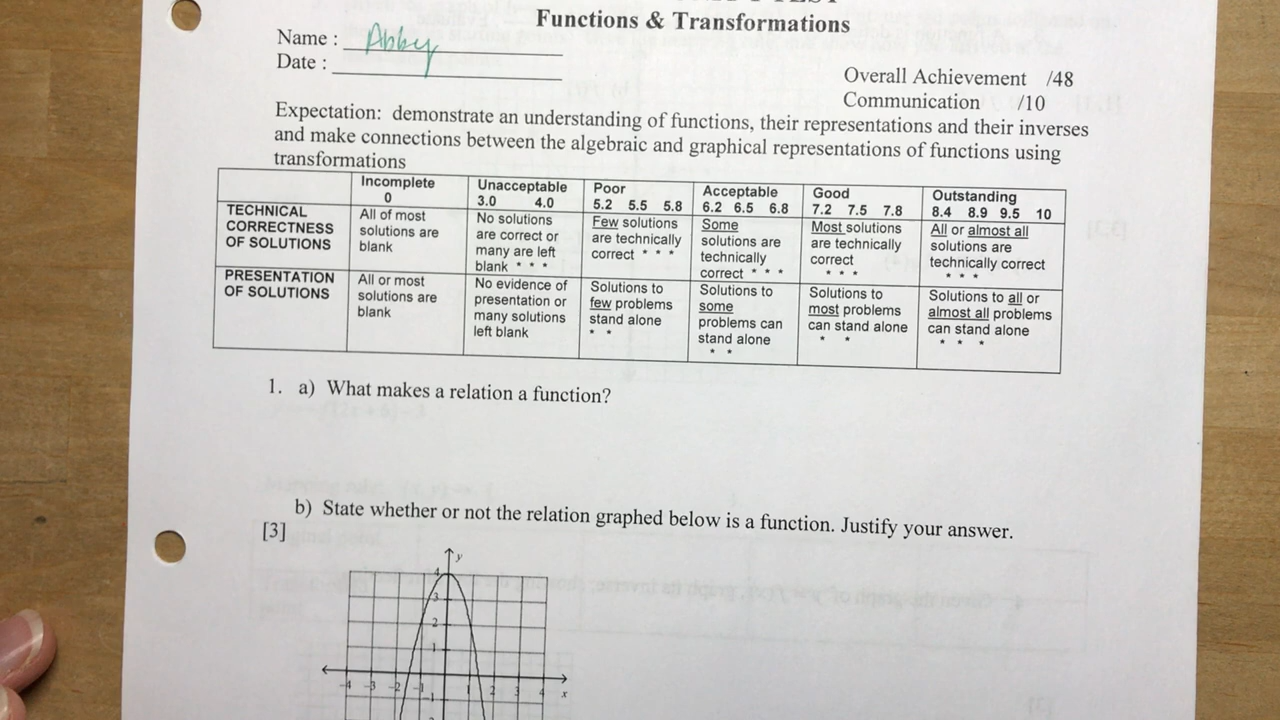 Functions & Transformations
Name : Abby
Date :
Overall Achievement /48
Communication /10
Expectation: demonstrate an understanding of functions, their representations and their inverses
and make connections between the algebraic and graphical representations of functions using
transformations
Incomplete
0
Unacceptable
3.0 4.0
Poor
5.2 5.5 5.8
Acceptable
6.2 6.5 6.8
Good
7.2 7.5 7.8
Outstanding
8.4 8.9 9.5 10
TECHNICAL
CORRECTNESS
OF SOLUTIONS
All of most
solutions are
blank
No solutions
are correct or
many are left
blank * * *
Few solutions
are technically
correct * * *
Some
solutions are
technically
correct * * *
Most solutions
are technically
correct
* * *
All or almost all
solutions are
technically correct
* * *
PRESENTATION
OF SOLUTIONS
All or most
solutions are
blank
No evidence of
presentation or
many solutions
left blank
Solutions to
few problems
stand alone
* *
Solutions to
some
problems can
stand alone
* *
Solutions to
most problems
can stand alone
* *
Solutions to all or
almost all problems
can stand alone
* * *
1. a) What makes a relation a function?
b) State whether or not the relation graphed below is a function. Justify your answer.
[3]
y
4
3
2
1
-4 -3 -2 -1 1 2 3 4 x
-1